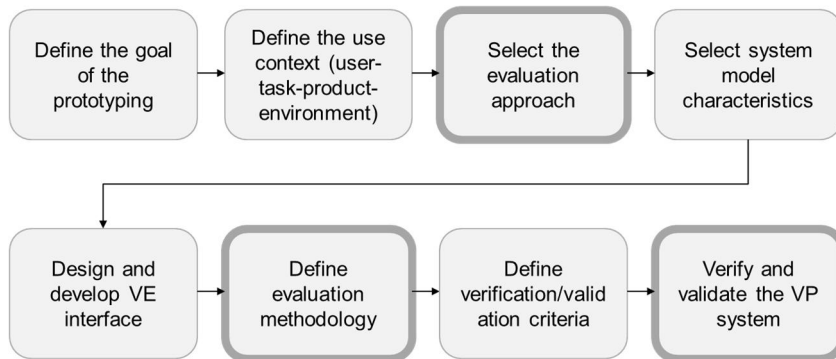 Define the goal
of the
prototyping
Define the use
context (user-
task-product-
environment)
Select the
evaluation
approach
Select system
model
characteristics
Design and
develop VE
interface
Define
evaluation
methodology
Define
verification/valid
ation criteria
Verify and
validate the VP
system